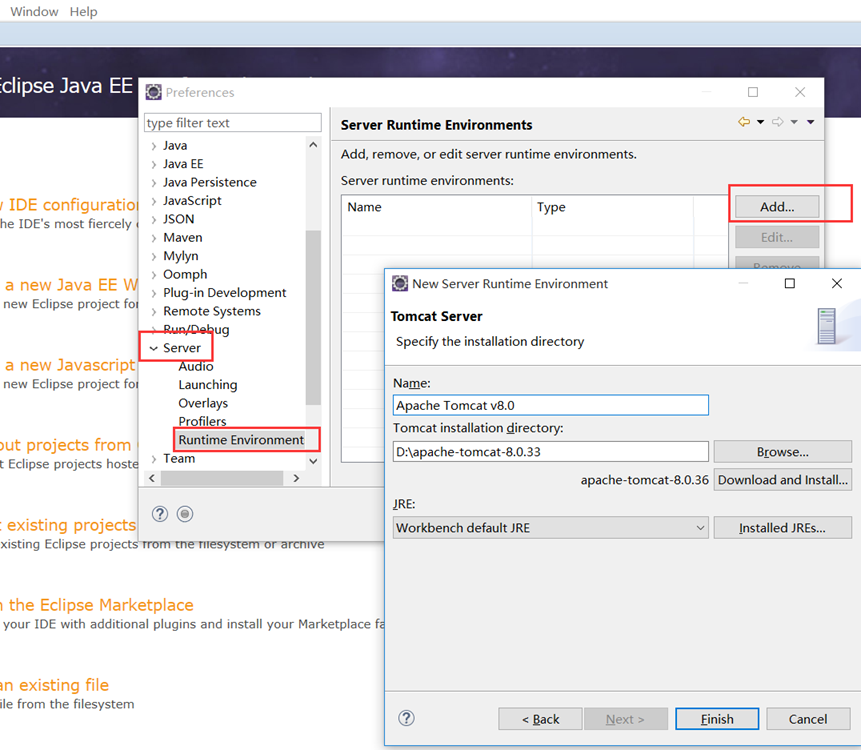 Window Help
Eclipse Java EE
Preferences
type filter text
Java
Java EE
Java Persistence
JavaScript
JSON
Maven
Mylyn
Oomph
Plug-in Development
Remote Systems
Run/Debug
Server
Audio
Launching
Overlays
Profilers
Runtime Environment
Team
Server Runtime Environments
Add, remove, or edit server runtime environments.
Server runtime environments:
Name Type
Add...
Edit...
Remove
IDE configuration
the IDE's most fiercely
a new Java EE W
new Eclipse project for
a new Javascript
new Eclipse project for
out projects from
Eclipse projects hoste
existing projects
existing Eclipse projects from the filesystem or archive
the Eclipse Marketplace
your IDE with additional plugins and install your Marketplace fa
an existing file
file from the filesystem
New Server Runtime Environment
Tomcat Server
Specify the installation directory
Name:
Apache Tomcat v8.0
Tomcat installation directory:
D:\apache-tomcat-8.0.33
Browse...
apache-tomcat-8.0.36 Download and Install...
JRE:
Workbench default JRE
Installed JREs...
< Back Next > Finish Cancel